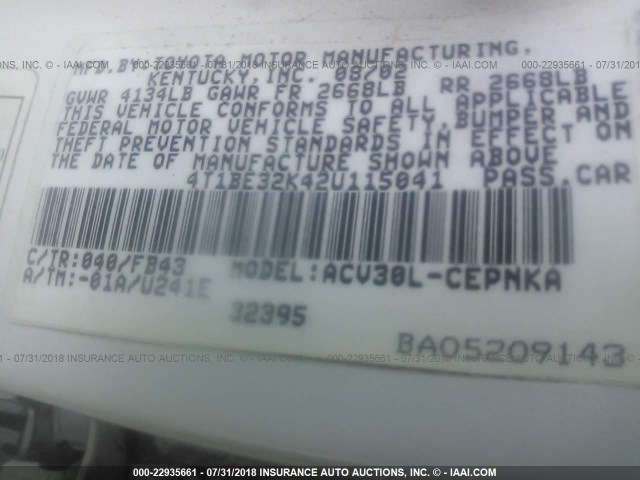 MFD.BY TOYOTA MOTOR MANUFACTURING,
KENTUCKY, INC. 08/02
GVWR 4134LB GAWR FR 2668LB RR 2668LB
THIS VEHICLE CONFORMS TO ALL APPLICABLE
FEDERAL MOTOR VEHICLE SAFETY, BUMPER AND
THEFT PREVENTION STANDARDS IN EFFECT ON
THE DATE OF MANUFACTURE SHOWN ABOVE.
4T1BE32K42U115041 PASS.CAR
C/TR:040/FB43 MODEL:ACV30L-CEPNKA
A/TM:-01A/U241E
32395
BA05209143
000-22935661 - 07/31/2018 INSURANCE AUTO AUCTIONS, INC. (C) - IAAI.COM